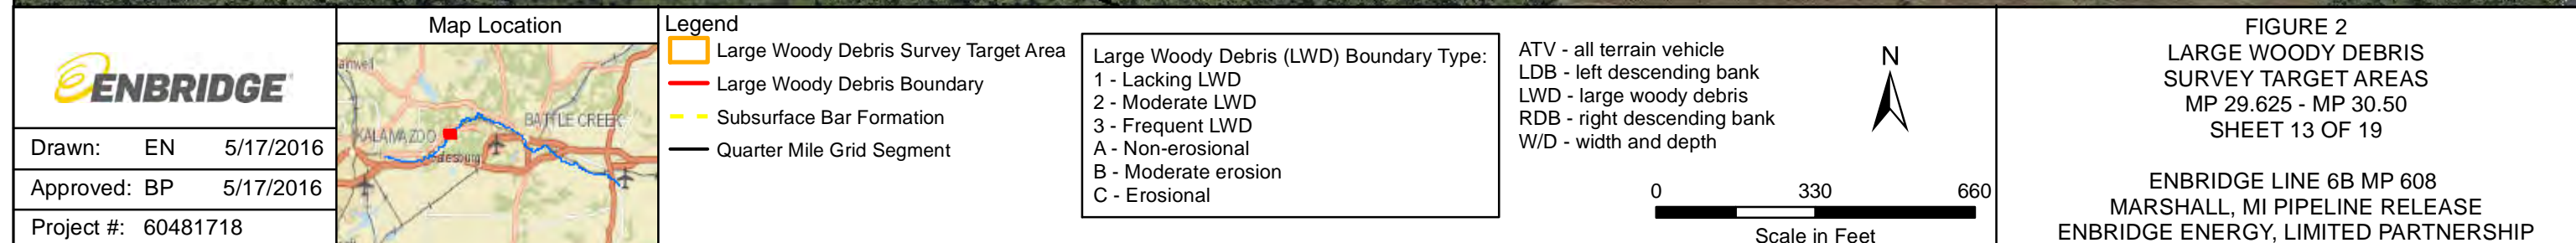 ENBRIDGE
Drawn: EN 5/17/2016
Approved: BP 5/17/2016
Project #: 60481718
Map Location
KALAMAZOO
BATTLE CREEK
Legend
Large Woody Debris Survey Target Area
Large Woody Debris Boundary
Subsurface Bar Formation
Quarter Mile Grid Segment
Large Woody Debris (LWD) Boundary Type:
1 - Lacking LWD
2 - Moderate LWD
3 - Frequent LWD
A - Non-erosional
B - Moderate erosion
C - Erosional
ATV - all terrain vehicle
LDB - left descending bank
LWD - large woody debris
RDB - right descending bank
W/D - width and depth
N
0 330 660
Scale in Feet
FIGURE 2
LARGE WOODY DEBRIS
SURVEY TARGET AREAS
MP 29.625 - MP 30.50
SHEET 13 OF 19
ENBRIDGE LINE 6B MP 608
MARSHALL, MI PIPELINE RELEASE
ENBRIDGE ENERGY, LIMITED PARTNERSHIP